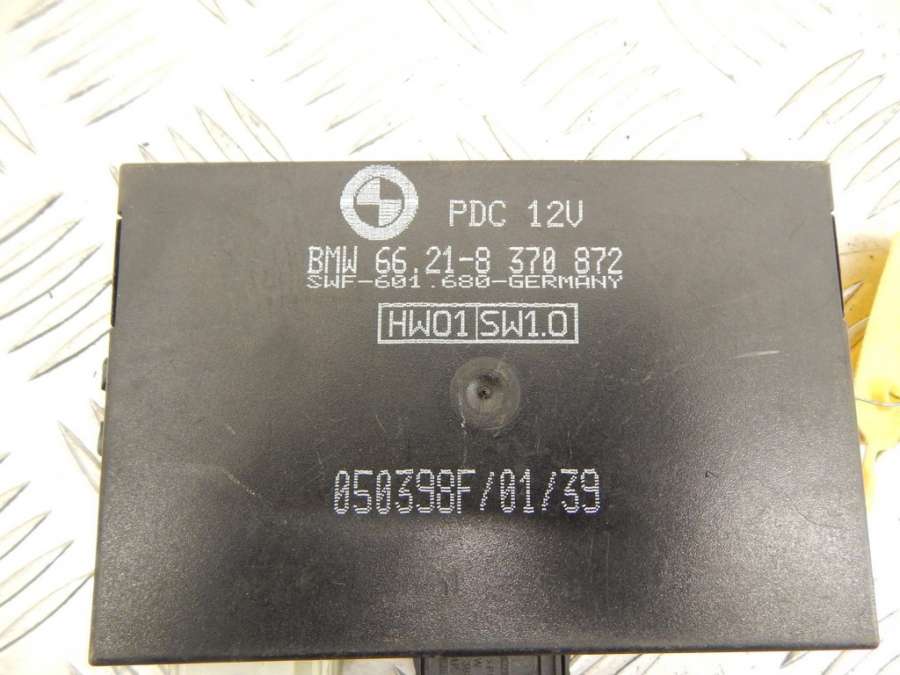 PDC 12V
BMW 66.21-8 370 872
SWF-601.680-GERMANY
HW01 SW1.0
050398F/01/39